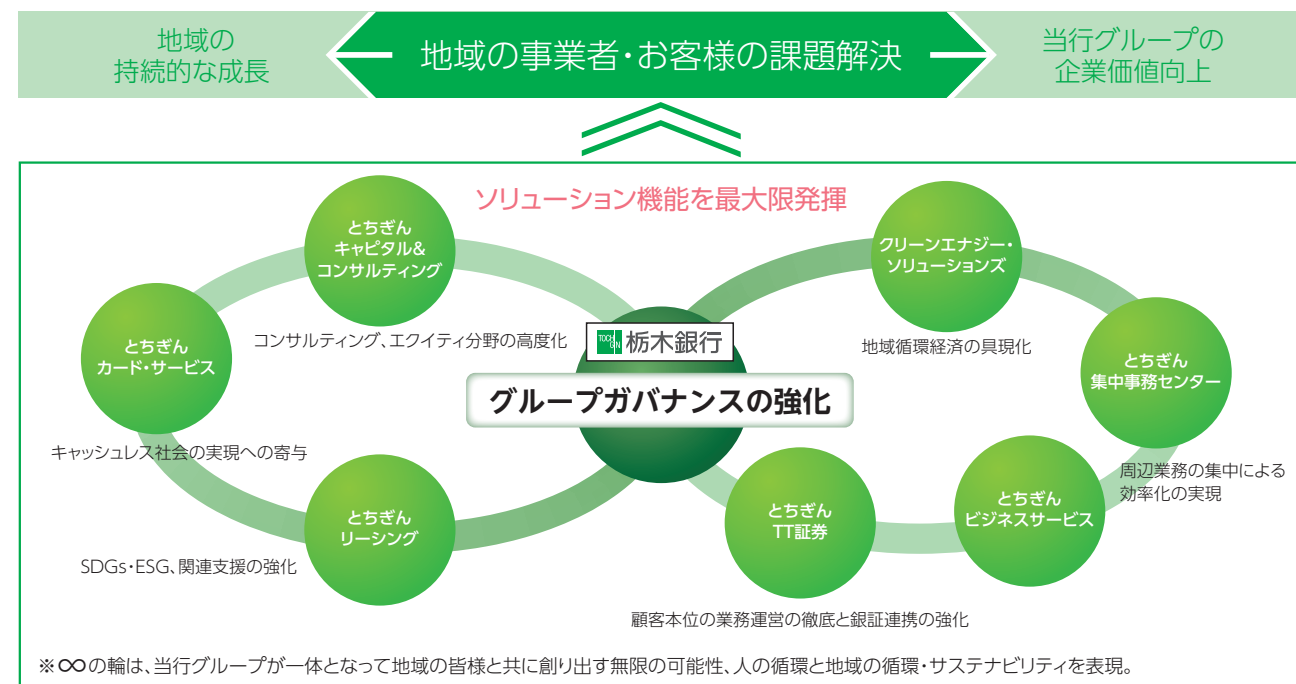 地域の
持続的な成長
地域の事業者・お客様の課題解決
当行グループの
企業価値向上
ソリューション機能を最大限発揮
とちぎん
キャピタル&
コンサルティング
クリーンエナジー・
ソリューションズ
とちぎん
カード・サービス
コンサルティング、エクイティ分野の高度化
TOCHIGIN
栃木銀行
地域循環経済の具現化
とちぎん
集中事務センター
グループガバナンスの強化
キャッシュレス社会の実現への寄与
周辺業務の集中による
効率化の実現
とちぎん
リーシング
とちぎん
TT証券
とちぎん
ビジネスサービス
SDGs・ESG、関連支援の強化
顧客本位の業務運営の徹底と銀証連携の強化
※∞の輪は、当行グループが一体となって地域の皆様と共に創り出す無限の可能性、人の循環と地域の循環・サステナビリティを表現。